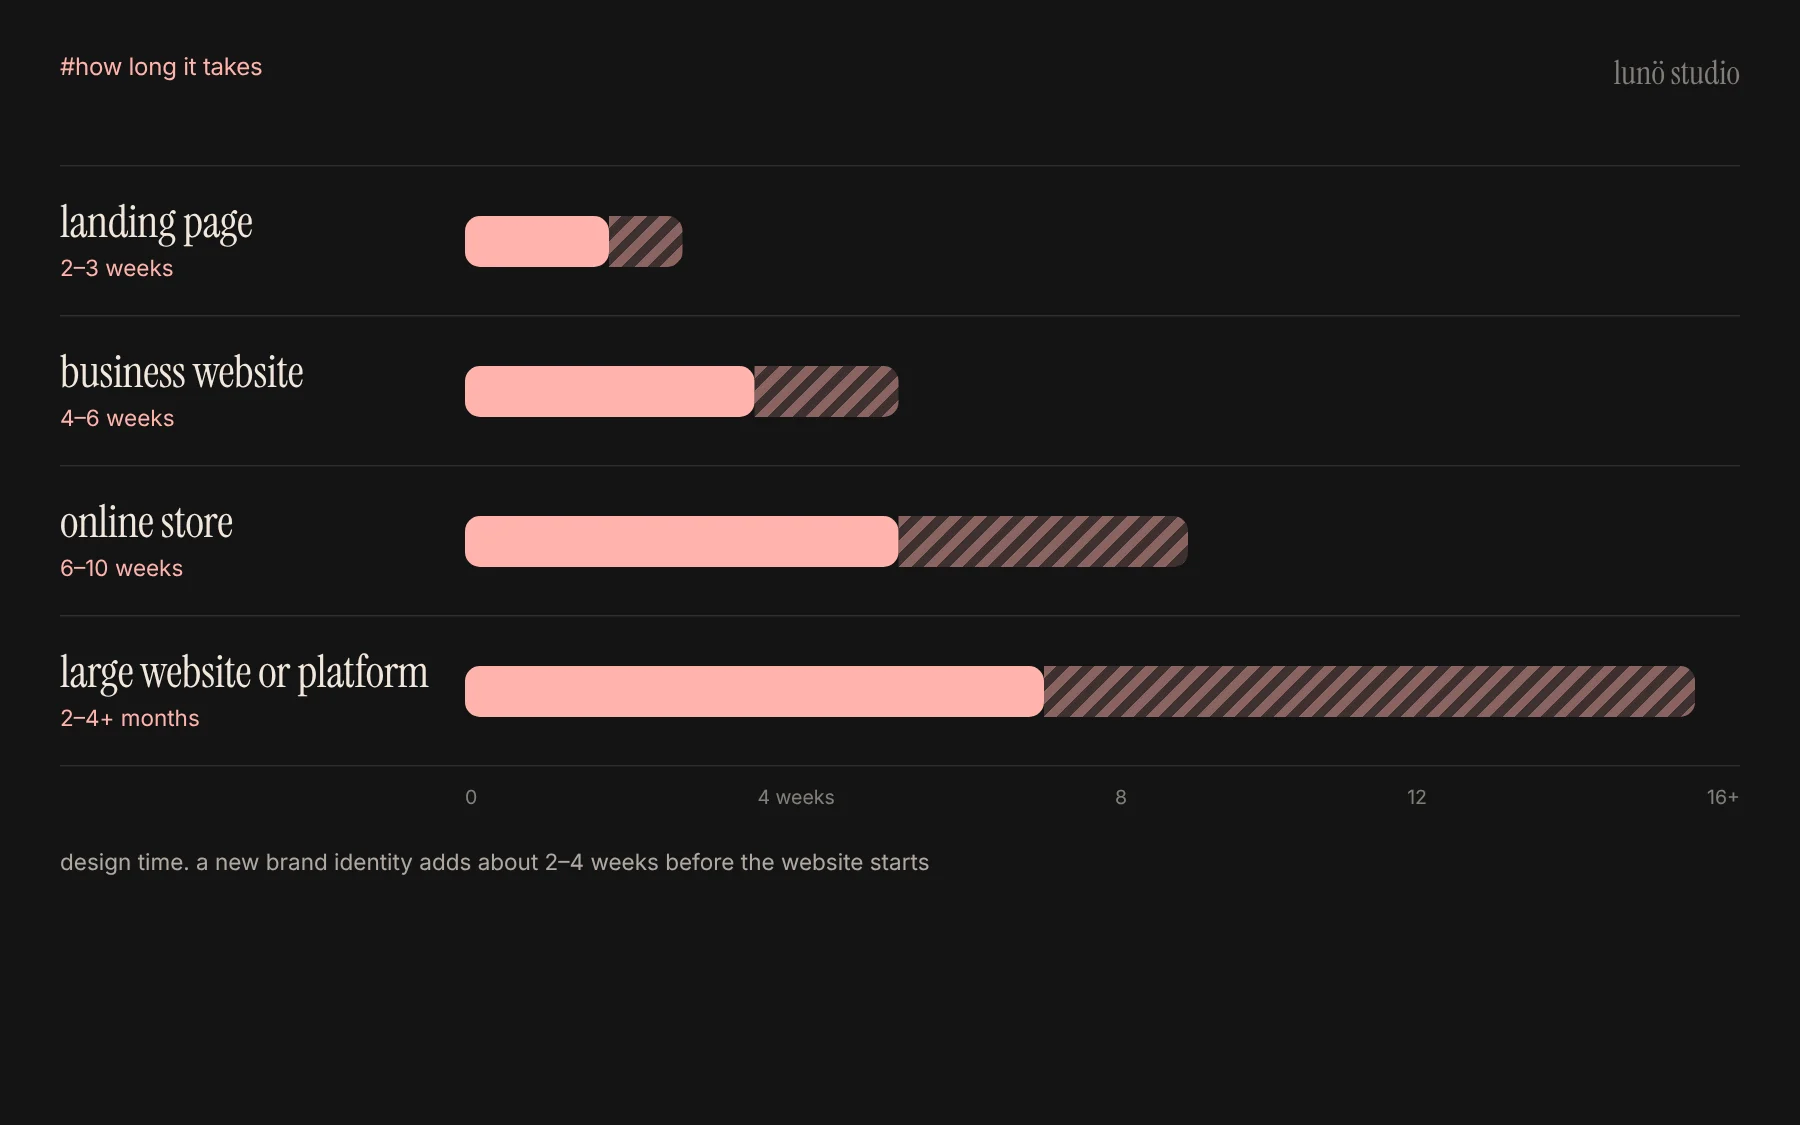 #how long it takes
lunö studio
landing page
2–3 weeks
business website
4–6 weeks
online store
6–10 weeks
large website or platform
2–4+ months
0 4 weeks 8 12 16+
design time. a new brand identity adds about 2–4 weeks before the website starts